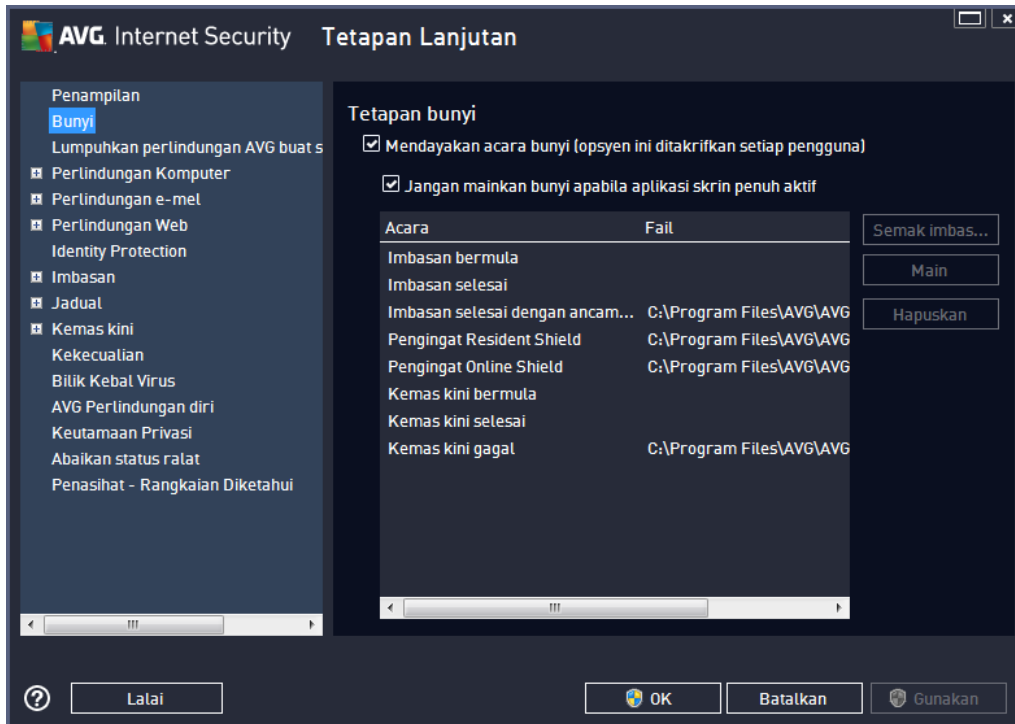 AVG Internet Security Tetapan Lanjutan
Penampilan
Bunyi
Lumpuhkan perlindungan AVG buat s
Perlindungan Komputer
Perlindungan e-mel
Perlindungan Web
Identity Protection
Imbasan
Jadual
Kemas kini
Kekecualian
Bilik Kebal Virus
AVG Perlindungan diri
Keutamaan Privasi
Abaikan status ralat
Penasihat - Rangkaian Diketahui
Tetapan bunyi
Mendayakan acara bunyi (opsyen ini ditakrifkan setiap pengguna)
Jangan mainkan bunyi apabila aplikasi skrin penuh aktif
Acara Fail
Imbasan bermula
Imbasan selesai
Imbasan selesai dengan ancam... C:\Program Files\AVG\AVG
Pengingat Resident Shield C:\Program Files\AVG\AVG
Pengingat Online Shield C:\Program Files\AVG\AVG
Kemas kini bermula
Kemas kini selesai
Kemas kini gagal C:\Program Files\AVG\AVG
Semak imbas...
Main
Hapuskan
Lalai
OK
Batalkan
Gunakan